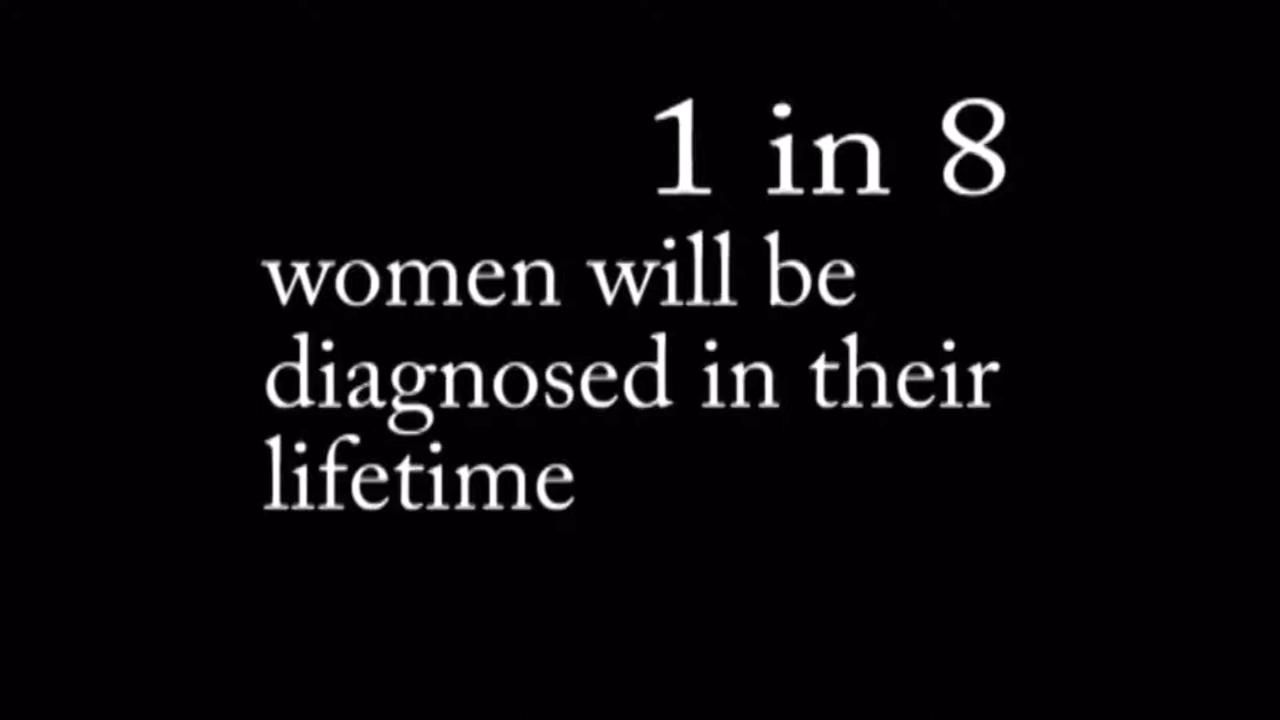 1 in 8
women will be
diagnosed in their
lifetime